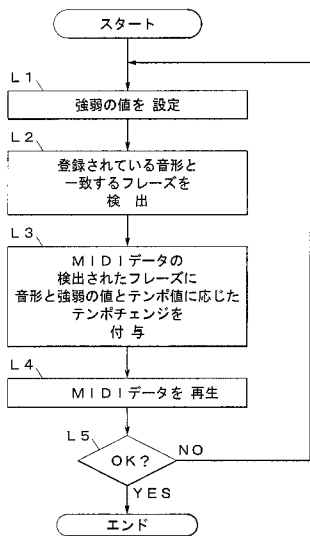 スタート
L1
強弱の値を 設定
L2
登録されている音形と
一致するフレーズを
検 出
L3
MIDIデータの
検出されたフレーズに
音形と強弱の値とテンポ値に応じた
テンポチェンジを
付 与
L4
MIDIデータを 再生
L5
OK?
NO
YES
エンド